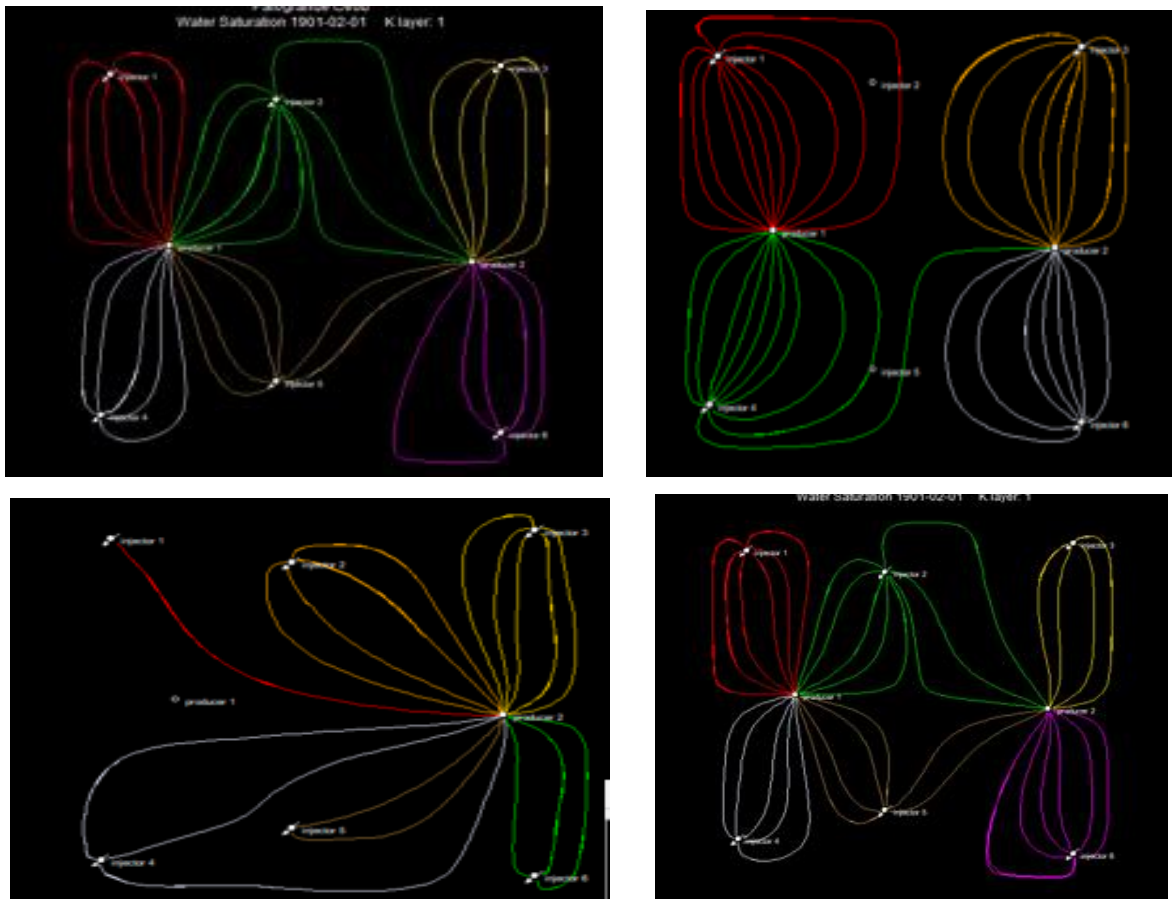 Water Saturation 1901-02-01 K layer: 1
injector 1
injector 3
injector 2
producer 1
producer 2
injector 5
injector 4
injector 6
injector 1
injector 3
injector 2
producer 1
producer 2
injector 5
injector 4
injector 6
injector 1
injector 3
injector 2
producer 1
producer 2
injector 5
injector 4
injector 6
Water Saturation 1901-02-01 K layer: 1
injector 1
injector 3
injector 2
producer 1
producer 2
injector 5
injector 4
injector 6